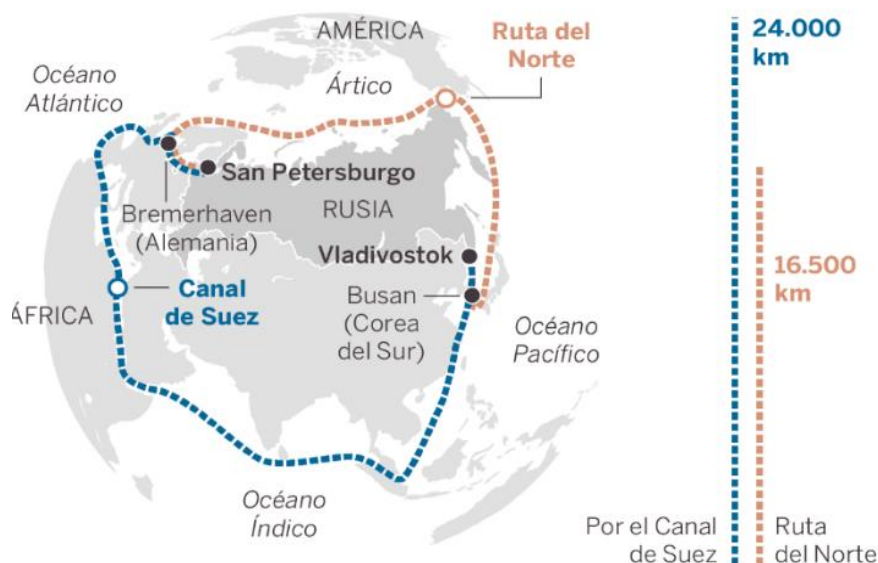 AMÉRICA
Ruta del
Norte
Océano
Atlántico
Ártico
San Petersburgo
Bremerhaven
(Alemania)
RUSIA
Vladivostok
Canal
de Suez
ÁFRICA
Busan
(Corea
del Sur)
Océano
Pacífico
Océano
Índico
24.000
km
16.500
km
Por el Canal
de Suez
Ruta
del Norte